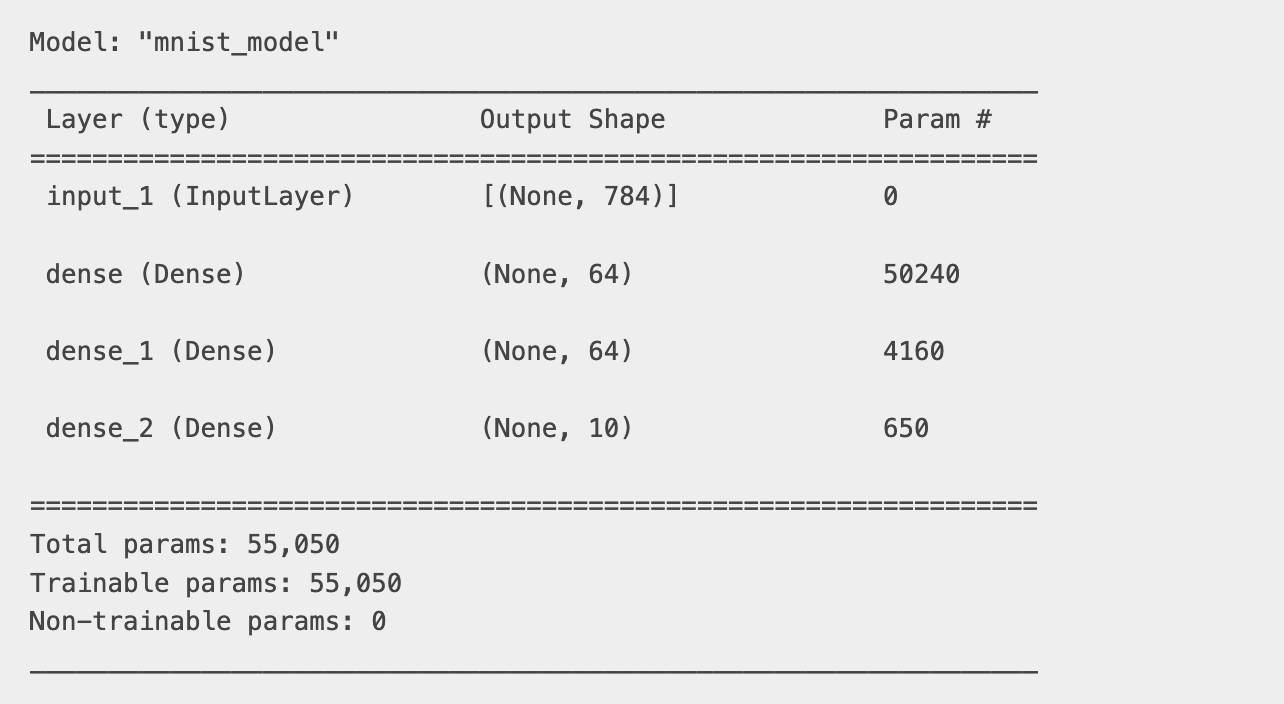 Model: "mnist_model"
_________________________________________________________________
 Layer (type)                Output Shape              Param #
=================================================================
 input_1 (InputLayer)        [(None, 784)]             0

 dense (Dense)               (None, 64)                50240

 dense_1 (Dense)             (None, 64)                4160

 dense_2 (Dense)             (None, 10)                650

=================================================================
Total params: 55,050
Trainable params: 55,050
Non-trainable params: 0
_________________________________________________________________